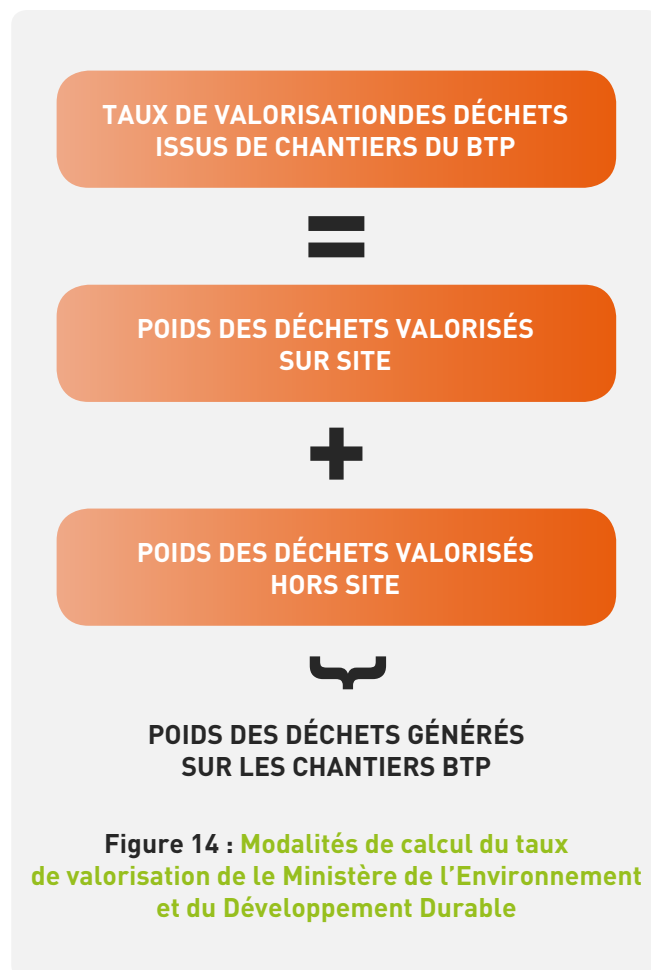 TAUX DE VALORISATIONDES DÉCHETS
ISSUS DE CHANTIERS DU BTP
=
POIDS DES DÉCHETS VALORISÉS
SUR SITE
+
POIDS DES DÉCHETS VALORISÉS
HORS SITE
}
POIDS DES DÉCHETS GÉNÉRÉS
SUR LES CHANTIERS BTP
Figure 14 : Modalités de calcul du taux
de valorisation de le Ministère de l’Environnement
et du Développement Durable